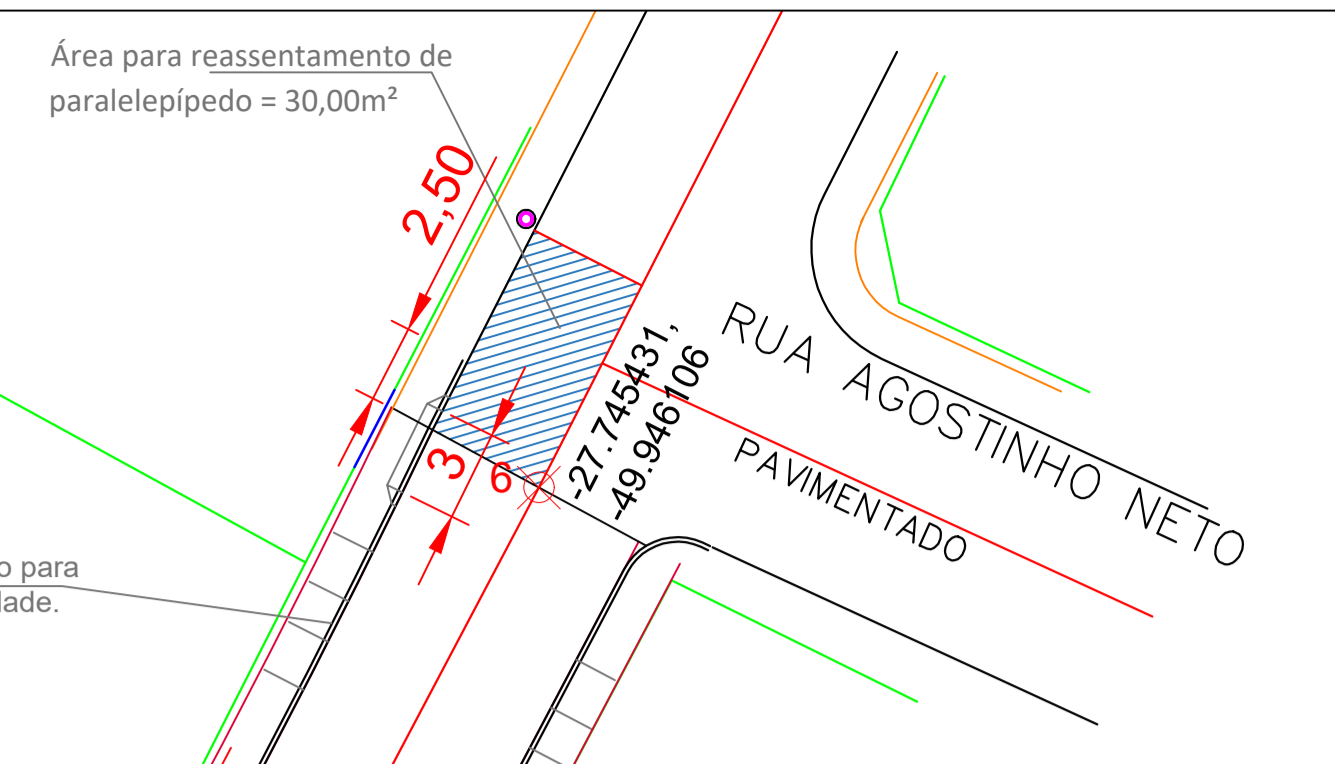 Área para reassentamento de
paralelepípedo = 30,00m²
2,50
-27.745431,
-49.946106
RUA AGOSTINHO NETO
PAVIMENTADO
3
6
o para
dade.